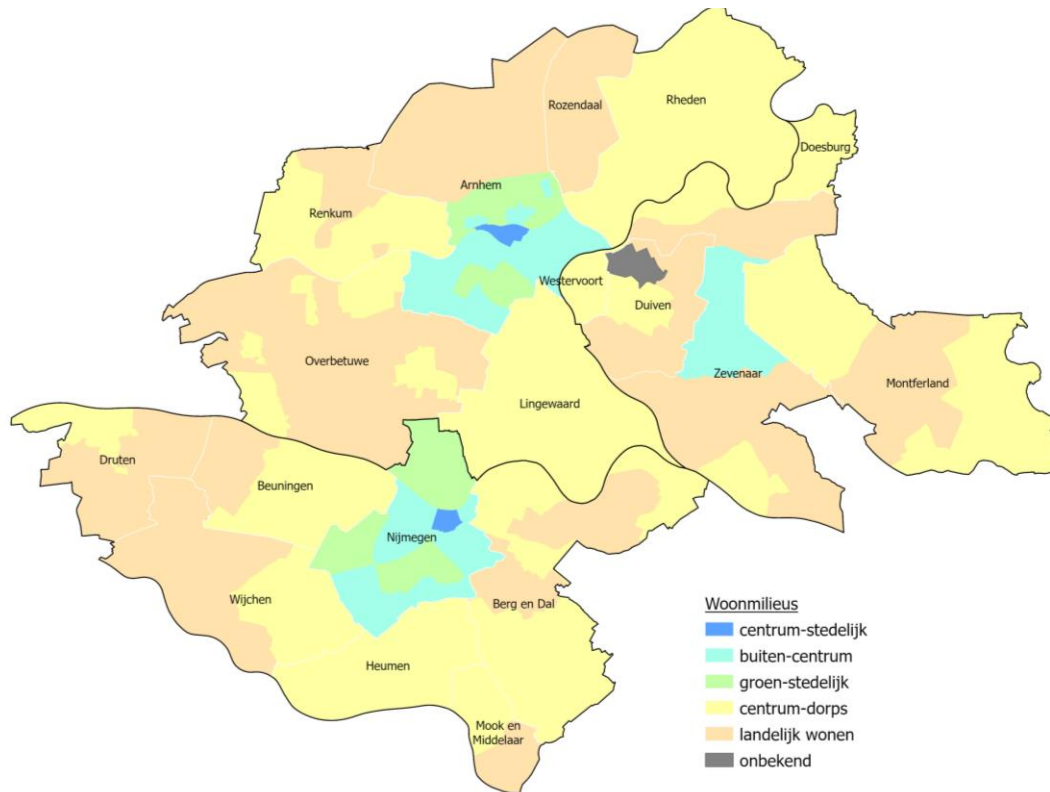 Rheden
Rozendaal
Doesburg
Arnhem
Renkum
Westervoort
Duiven
Overbetuwe
Zevenaar
Montferland
Lingewaard
Druten
Beuningen
Nijmegen
Wijchen
Berg en Dal
Heumen
Mook en
Middelaar
Woonmilieus
centrum-stedelijk
buiten-centrum
groen-stedelijk
centrum-dorps
landelijk wonen
onbekend